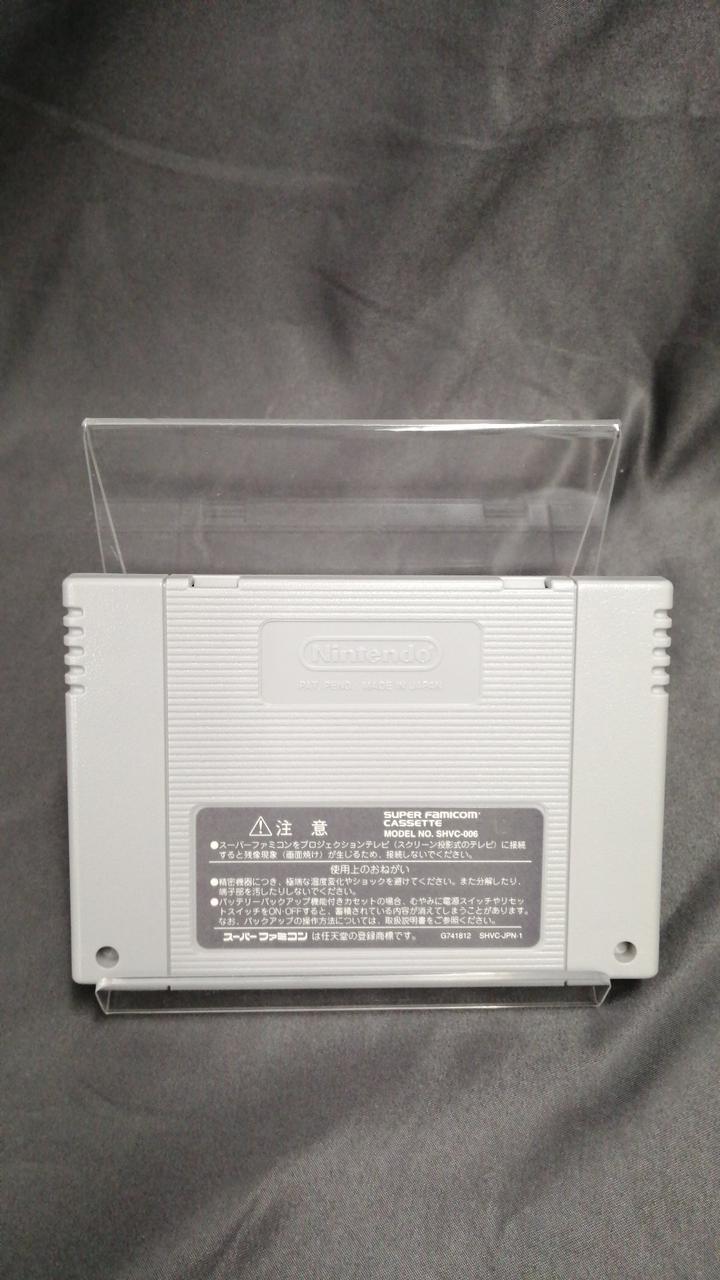 Nintendo
PAT. PEND. MADE IN JAPAN
⚠注意
SUPER FAMICOM
CASSETTE
MODEL NO. SHVC-006
●スーパーファミコンをプロジェクションテレビ（スクリーン投影式のテレビ）に接続
すると残像現象（画面焼け）が生じるため、接続しないでください。
使用上のおねがい
●精密機器につき、極端な温度変化やショックを避けてください。また分解したり、
端子部を汚したりしないでください。
●バッテリーバックアップ機能付きカセットの場合、むやみに電源スイッチやリセッ
トスイッチをON・OFFすると、蓄積されている内容が消えてしまうことがあります。
なお、バックアップの操作方法については、取扱説明書をご参照ください。
スーパーファミコンは任天堂の登録商標です。 G741812 SHVC-JPN-1